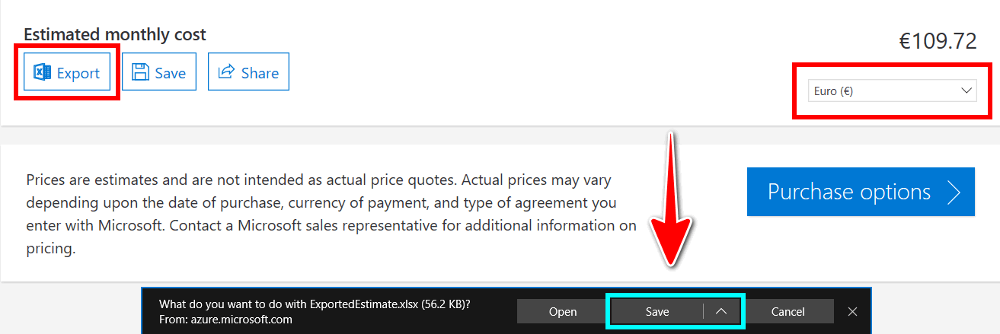 Estimated monthly cost
€109.72
Export
Save
Share
Euro (€)
Prices are estimates and are not intended as actual price quotes. Actual prices may vary
depending upon the date of purchase, currency of payment, and type of agreement you
enter with Microsoft. Contact a Microsoft sales representative for additional information on
pricing.
Purchase options
What do you want to do with ExportedEstimate.xlsx (56.2 KB)?
From: azure.microsoft.com
Open
Save
Cancel